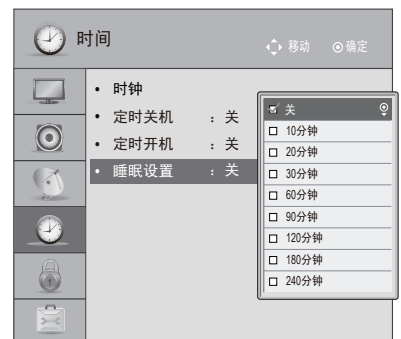 时间
移动 确定
时钟
定时关机 : 关
定时开机 : 关
睡眠设置 : 关
关
10分钟
20分钟
30分钟
60分钟
90分钟
120分钟
180分钟
240分钟